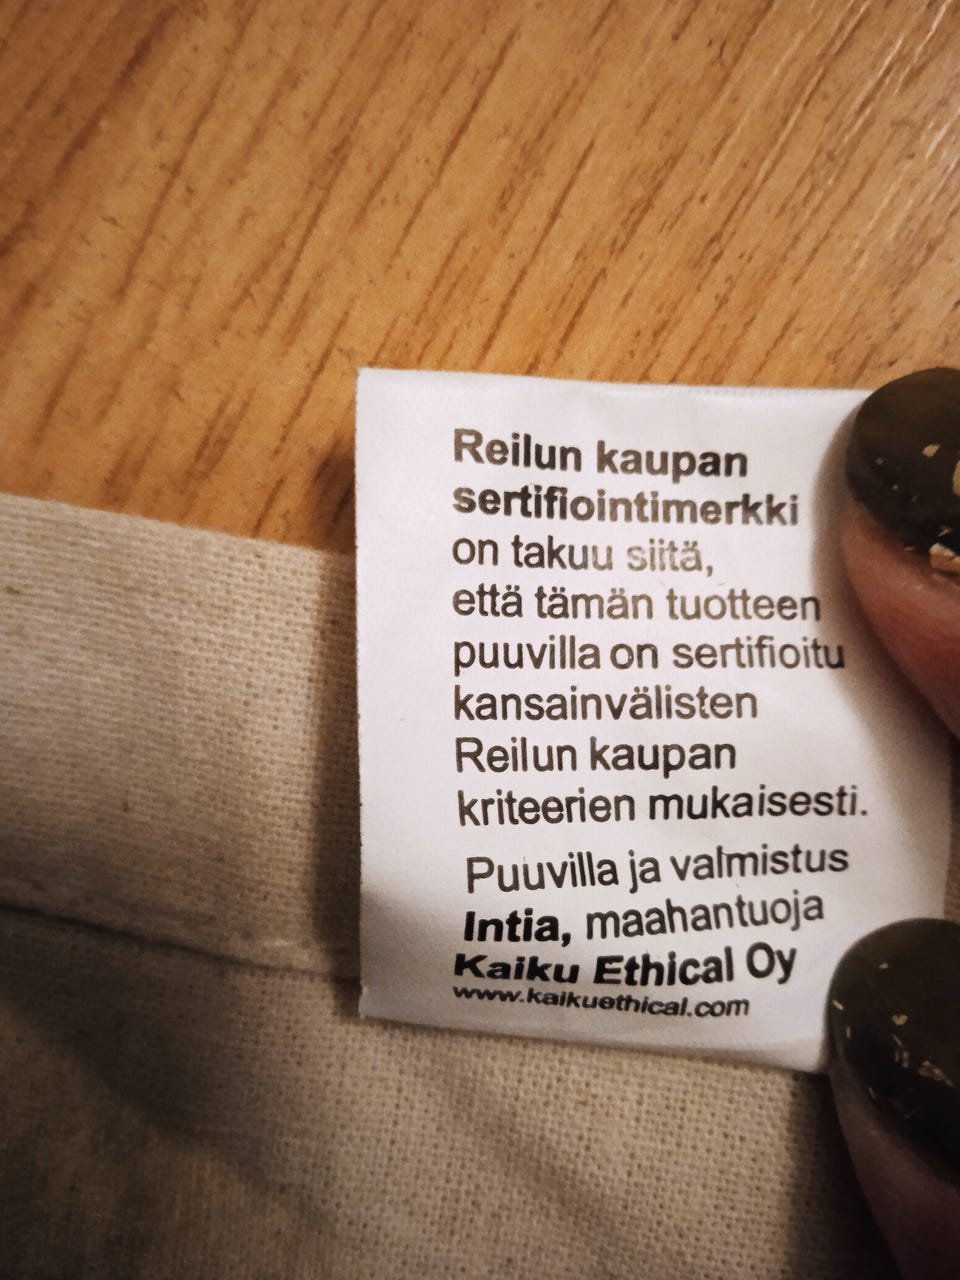 Reilun kaupan
sertifiointimerkki
on takuu siitä,
että tämän tuotteen
puuvilla on sertifioitu
kansainvälisten
Reilun kaupan
kriteerien mukaisesti.
Puuvilla ja valmistus
Intia, maahantuoja
Kaiku Ethical Oy
www.kaikuethical.com